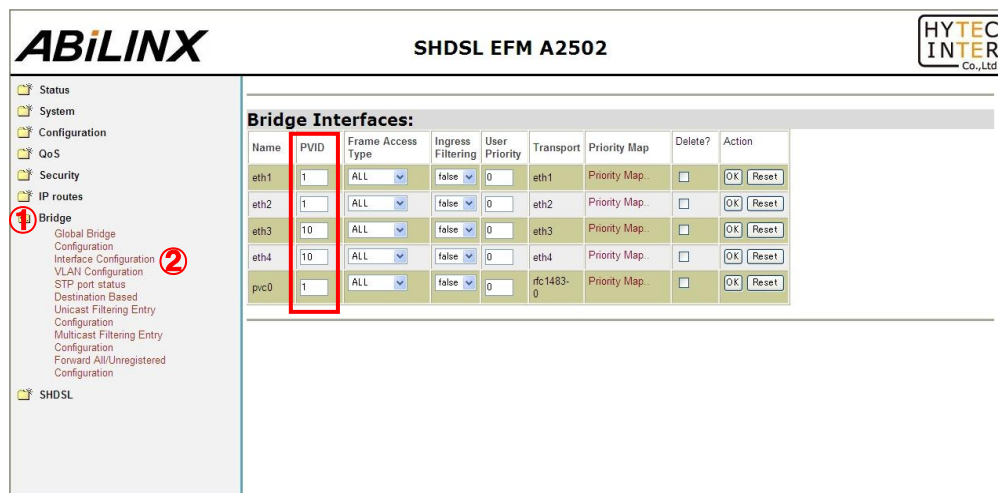 ABiLINX
SHDSL EFM A2502
HYTEC
INTER
Co.,Ltd
Status
System
Configuration
QoS
Security
IP routes
① Bridge
Global Bridge
Configuration
Interface Configuration ②
VLAN Configuration
STP port status
Destination Based
Unicast Filtering Entry
Configuration
Multicast Filtering Entry
Configuration
Forward All/Unregistered
Configuration
SHDSL
Bridge Interfaces:
Name PVID Frame Access Type Ingress Filtering User Priority Transport Priority Map Delete? Action
eth1 1 ALL false 0 eth1 Priority Map.. OK Reset
eth2 1 ALL false 0 eth2 Priority Map.. OK Reset
eth3 10 ALL false 0 eth3 Priority Map.. OK Reset
eth4 10 ALL false 0 eth4 Priority Map.. OK Reset
pvc0 1 ALL false 0 rfc1483-0 Priority Map.. OK Reset